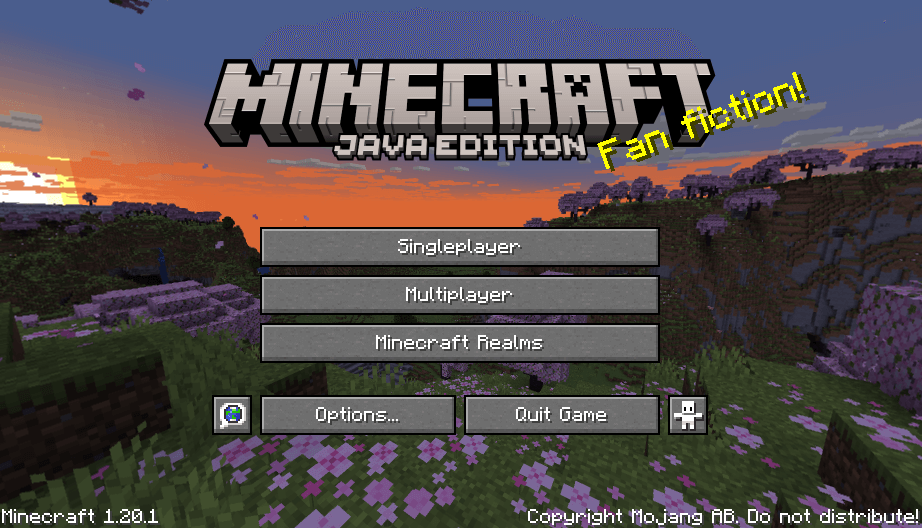 MINECRAFT
JAVA EDITION
Fan fiction!
Singleplayer
Multiplayer
Minecraft Realms
Options...
Quit Game
Minecraft 1.20.1
Copyright Mojang AB. Do not distribute!